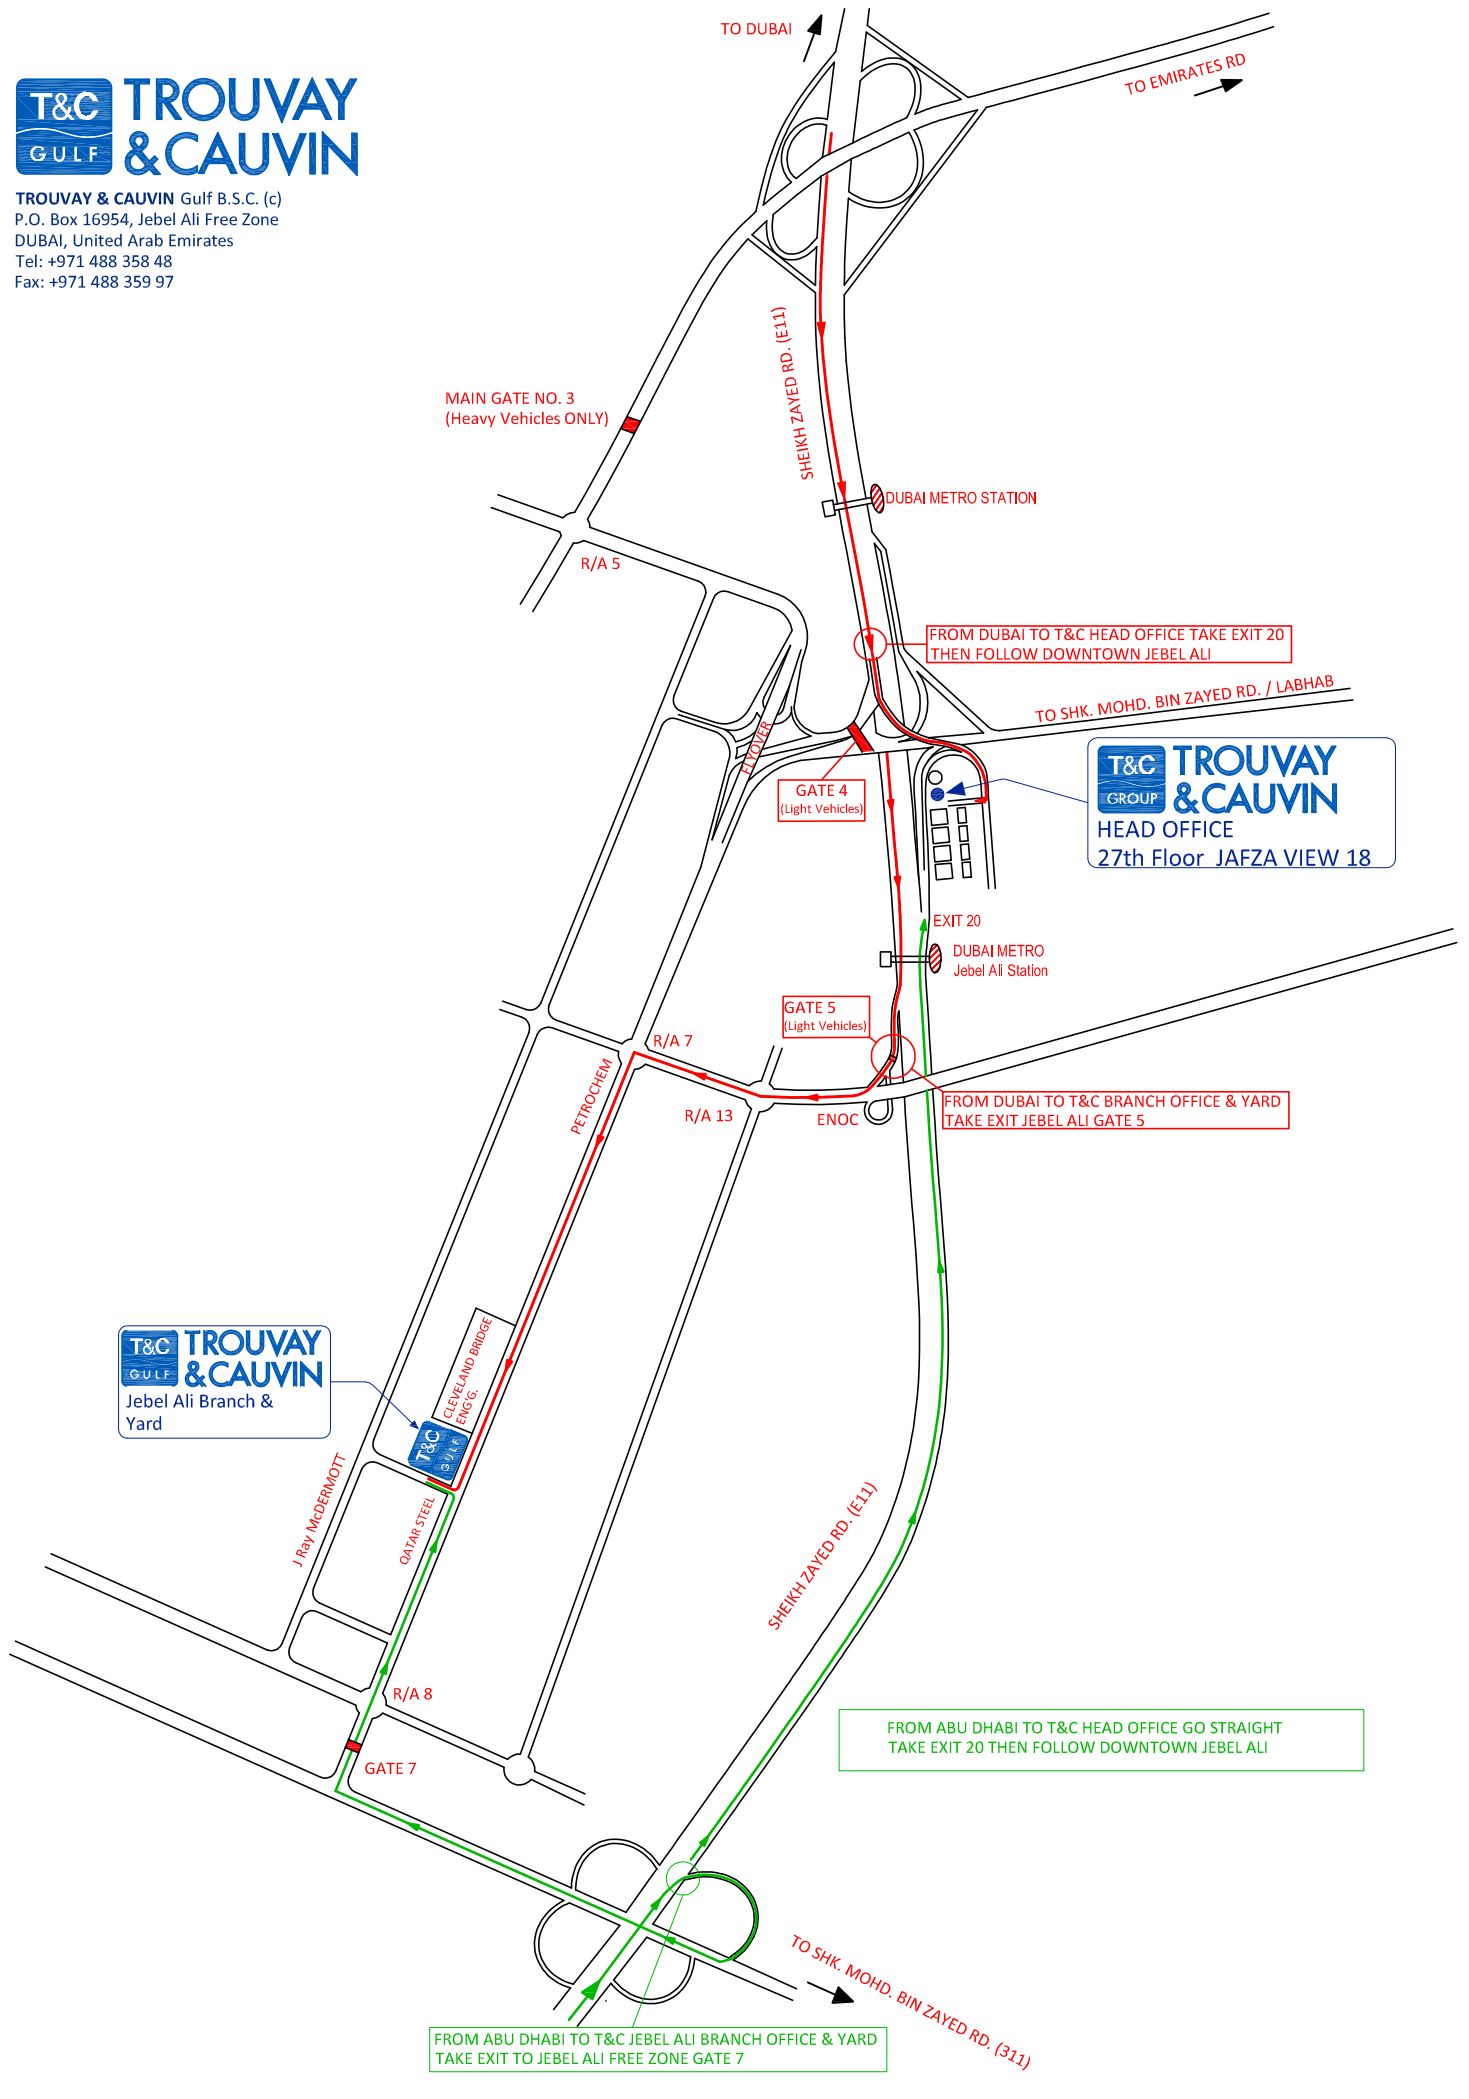 TO DUBAI
TO EMIRATES RD
T&C
GULF
TROUVAY
&CAUVIN
TROUVAY & CAUVIN Gulf B.S.C. (c)
P.O. Box 16954, Jebel Ali Free Zone
DUBAI, United Arab Emirates
Tel: +971 488 358 48
Fax: +971 488 359 97
SHEIKH ZAYED RD. (E11)
MAIN GATE NO. 3
(Heavy Vehicles ONLY)
DUBAI METRO STATION
R/A 5
FROM DUBAI TO T&C HEAD OFFICE TAKE EXIT 20
THEN FOLLOW DOWNTOWN JEBEL ALI
TO SHK. MOHD. BIN ZAYED RD. / LABHAB
FLYOVER
GATE 4
(Light Vehicles)
T&C
GROUP
TROUVAY
&CAUVIN
HEAD OFFICE
27th Floor JAFZA VIEW 18
EXIT 20
DUBAI METRO
Jebel Ali Station
GATE 5
(Light Vehicles)
R/A 7
PETROCHEM
R/A 13
ENOC
FROM DUBAI TO T&C BRANCH OFFICE & YARD
TAKE EXIT JEBEL ALI GATE 5
T&C
GULF
TROUVAY
&CAUVIN
Jebel Ali Branch &
Yard
CLEVELAND BRIDGE
ENG'G.
T&C
GULF
J Ray McDERMOTT
QATAR STEEL
SHEIKH ZAYED RD. (E11)
R/A 8
GATE 7
FROM ABU DHABI TO T&C HEAD OFFICE GO STRAIGHT
TAKE EXIT 20 THEN FOLLOW DOWNTOWN JEBEL ALI
TO SHK. MOHD. BIN ZAYED RD. (311)
FROM ABU DHABI TO T&C JEBEL ALI BRANCH OFFICE & YARD
TAKE EXIT TO JEBEL ALI FREE ZONE GATE 7